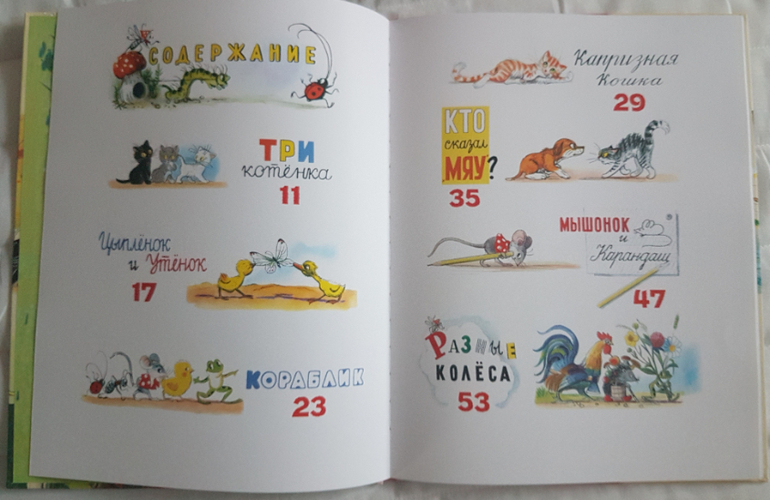 СОДЕРЖАНИЕ
ТРИ
котёнка
11
Цыплёнок
и Утёнок
17
КОРАБЛИК
23
Капризная
Кошка
29
КТО
сказал
МЯУ?
35
МЫШОНОК
и
Карандаш
47
РАЗНЫЕ
КОЛЁСА
53